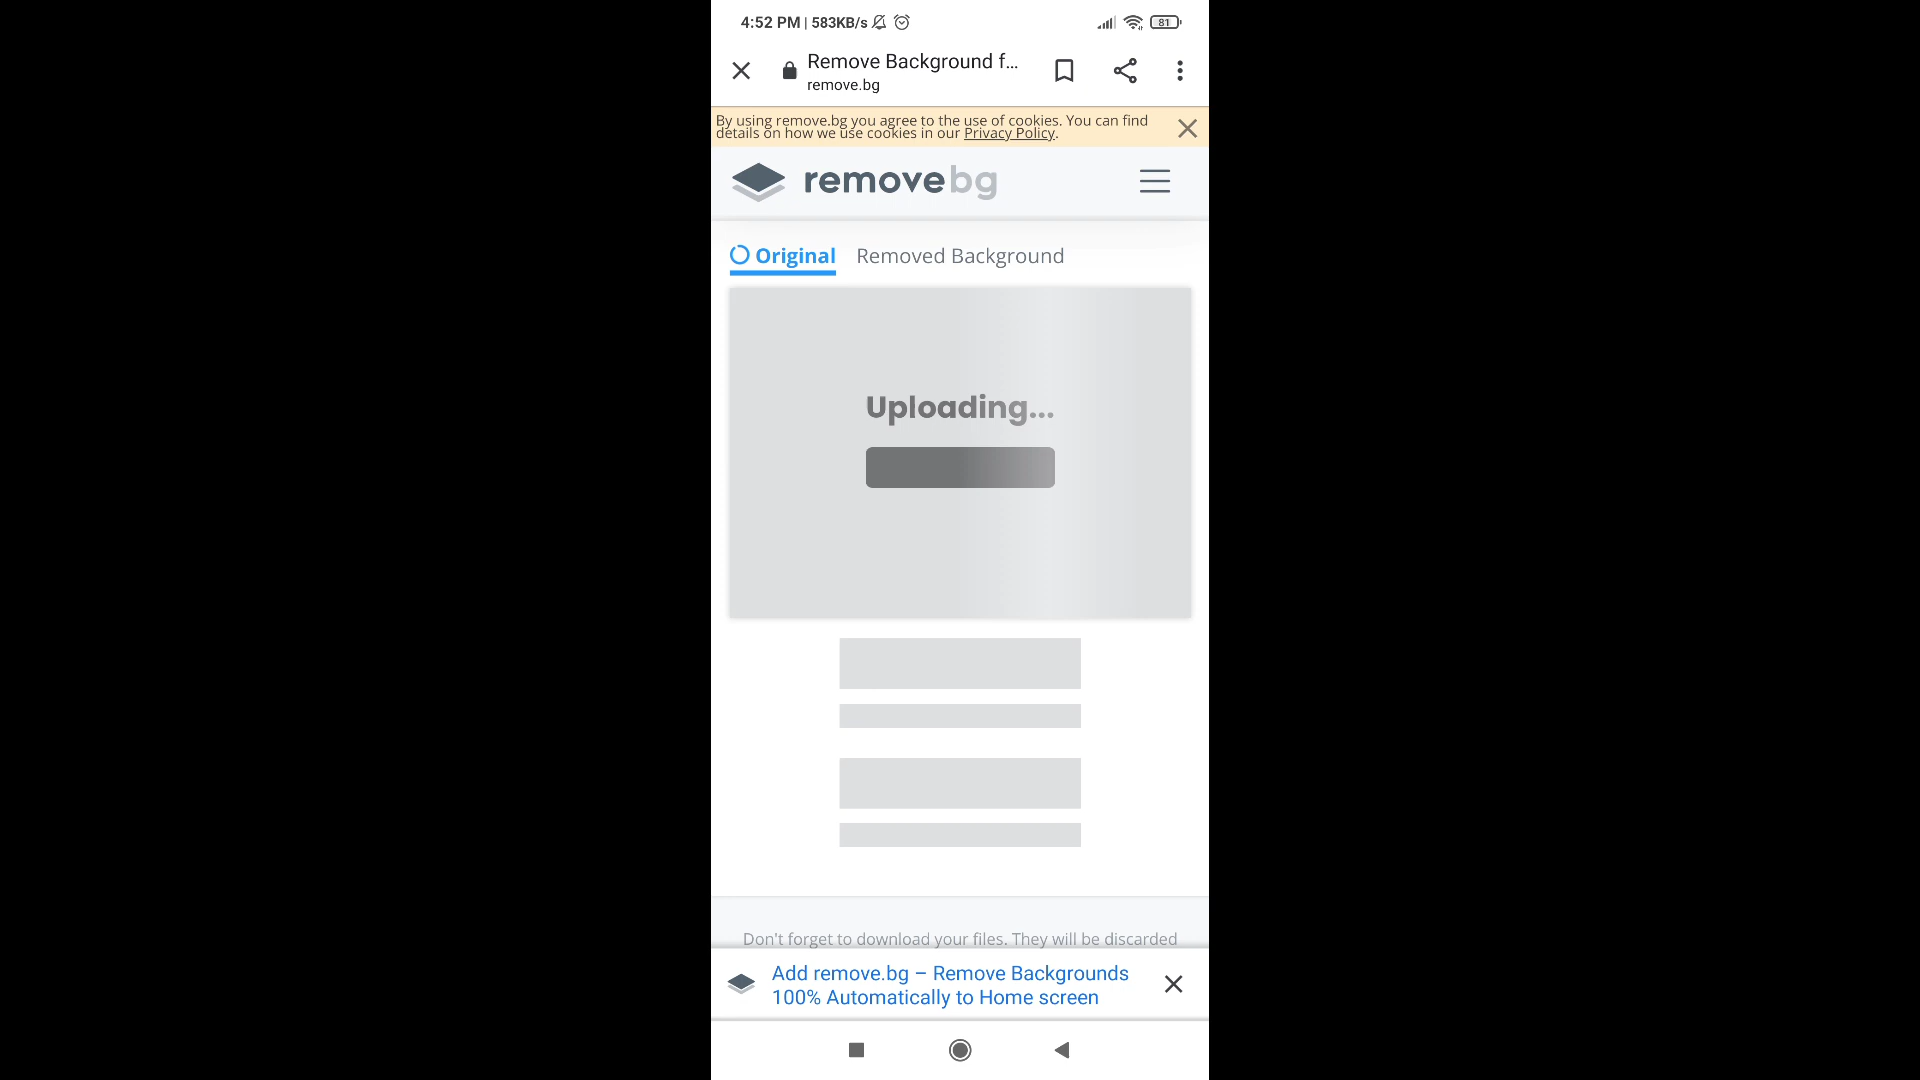 4:52 PM | 583KB/s
81
Remove Background f...
remove.bg
By using remove.bg you agree to the use of cookies. You can find
details on how we use cookies in our Privacy Policy.
removebg
Original Removed Background
Uploading...
Don't forget to download your files. They will be discarded
Add remove.bg – Remove Backgrounds
100% Automatically to Home screen